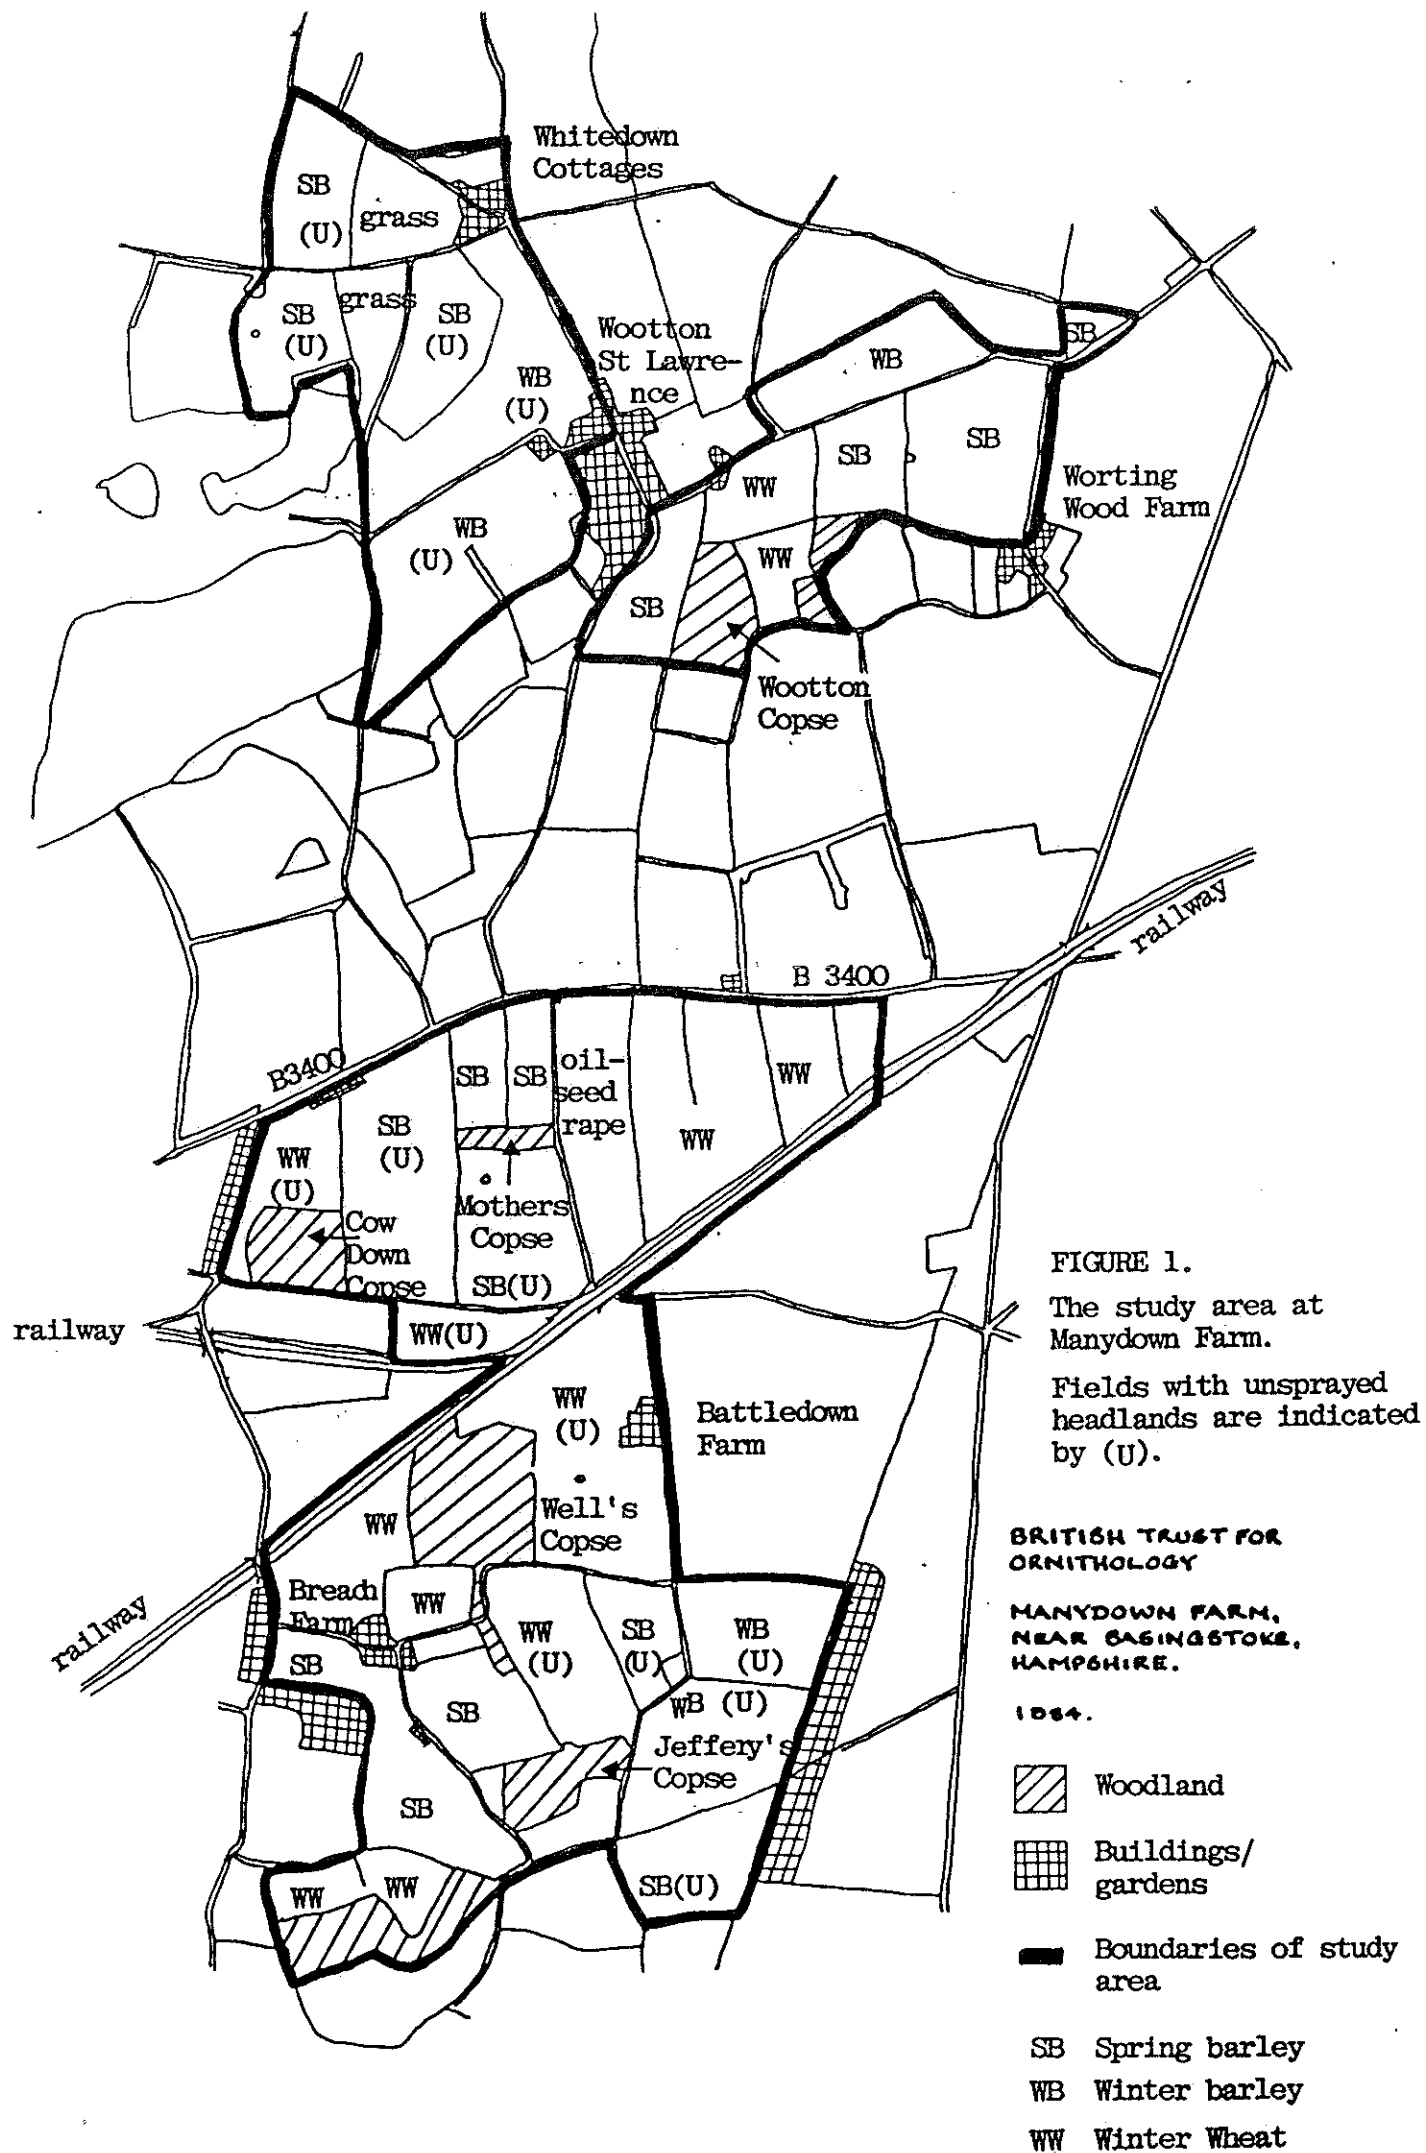 Whitedown
Cottages
SB
(U)
grass
SB
(U)
grass
SB
(U)
WB
(U)
Wootton
St Lawre-
nce
WB
SB
SB
SB
WW
WB
(U)
WW
SB
Worting
Wood Farm
Wootton
Copse
railway
B 3400
B3400
SB
SB
oil-
seed
rape
WW
WW
SB
(U)
WW
(U)
Mothers
Copse
SB(U)
Cow
Down
Copse
railway
WW(U)
WW
(U)
Battledown
Farm
Well's
Copse
WW
railway
Breach
Farm
WW
WW
(U)
SB
(U)
WB
(U)
WB (U)
SB
SB
Jeffery's
Copse
SB
WW
WW
SB(U)
FIGURE 1.
The study area at
Manydown Farm.
Fields with unsprayed
headlands are indicated
by (U).
BRITISH TRUST FOR
ORNITHOLOGY
MANYDOWN FARM,
NEAR BASINGSTOKE,
HAMPSHIRE.
1984.
Woodland
Buildings/
gardens
Boundaries of study
area
SB Spring barley
WB Winter barley
WW Winter Wheat